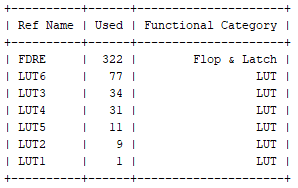 +----------+------+---------------------+
| Ref Name | Used | Functional Category |
+----------+------+---------------------+
| FDRE     |  322 |        Flop & Latch |
| LUT6     |   77 |                 LUT |
| LUT3     |   34 |                 LUT |
| LUT4     |   31 |                 LUT |
| LUT5     |   11 |                 LUT |
| LUT2     |    9 |                 LUT |
| LUT1     |    1 |                 LUT |
+----------+------+---------------------+